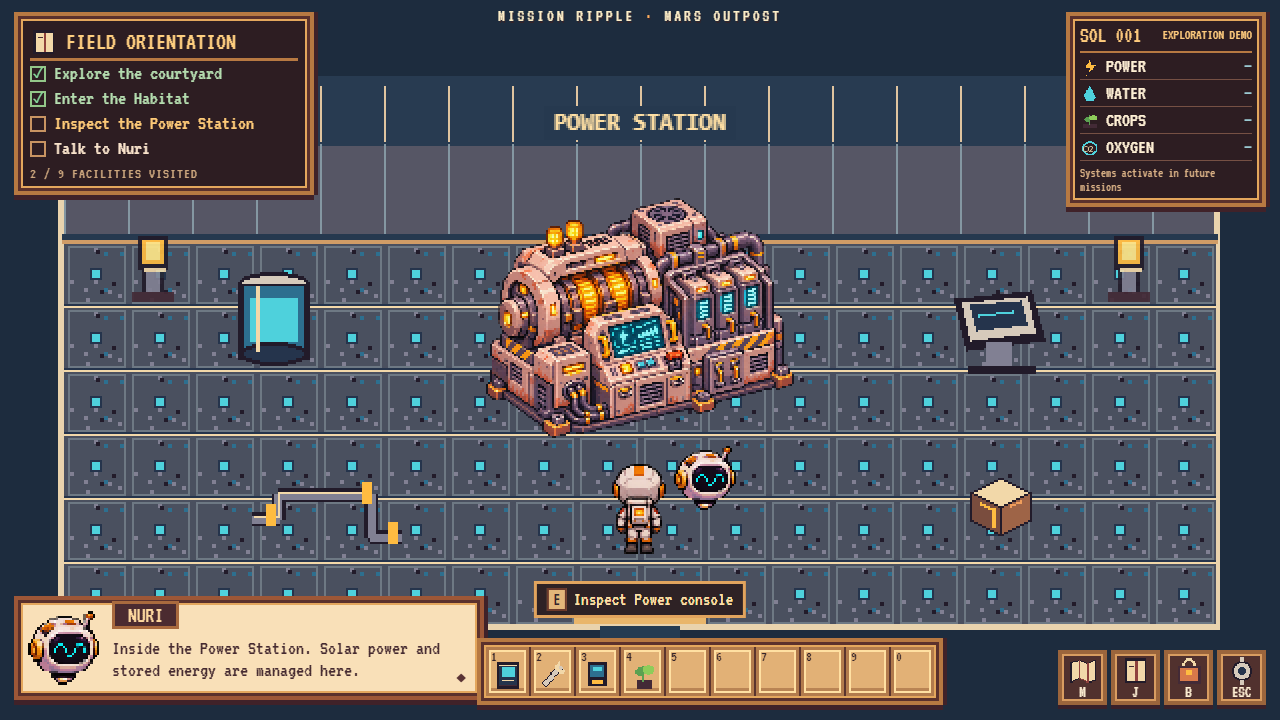 MISSION RIPPLE · MARS OUTPOST
FIELD ORIENTATION
Explore the courtyard
Enter the Habitat
Inspect the Power Station
Talk to Nuri
2 / 9 FACILITIES VISITED
SOL 001 EXPLORATION DEMO
POWER –
WATER –
CROPS –
O2 OXYGEN –
Systems activate in future
missions
POWER STATION
E Inspect Power console
NURI
Inside the Power Station. Solar power and
stored energy are managed here.
1 2 3 4 5 6 7 8 9 0
M J B ESC